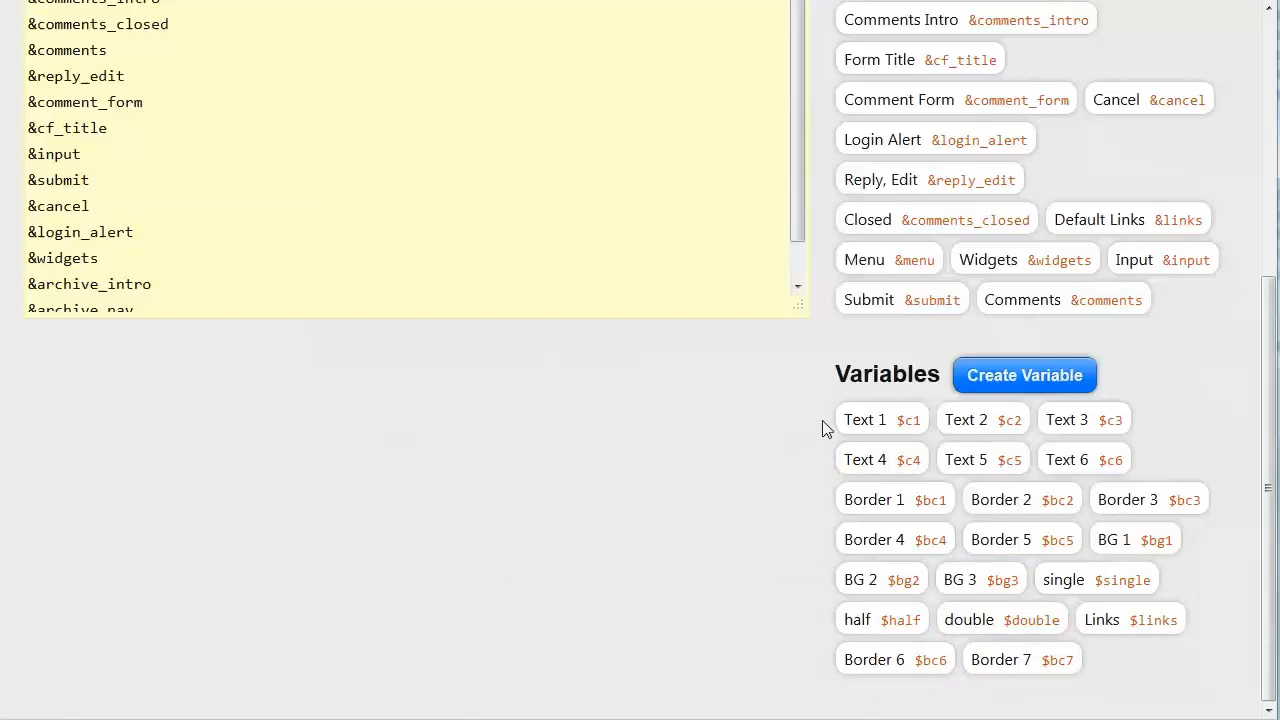 &comments_intro
&comments_closed
&comments
&reply_edit
&comment_form
&cf_title
&input
&submit
&cancel
&login_alert
&widgets
&archive_intro
&archive_nav
Comments Intro &comments_intro
Form Title &cf_title
Comment Form &comment_form Cancel &cancel
Login Alert &login_alert
Reply, Edit &reply_edit
Closed &comments_closed Default Links &links
Menu &menu Widgets &widgets Input &input
Submit &submit Comments &comments
Variables Create Variable
Text 1 $c1 Text 2 $c2 Text 3 $c3
Text 4 $c4 Text 5 $c5 Text 6 $c6
Border 1 $bc1 Border 2 $bc2 Border 3 $bc3
Border 4 $bc4 Border 5 $bc5 BG 1 $bg1
BG 2 $bg2 BG 3 $bg3 single $single
half $half double $double Links $links
Border 6 $bc6 Border 7 $bc7